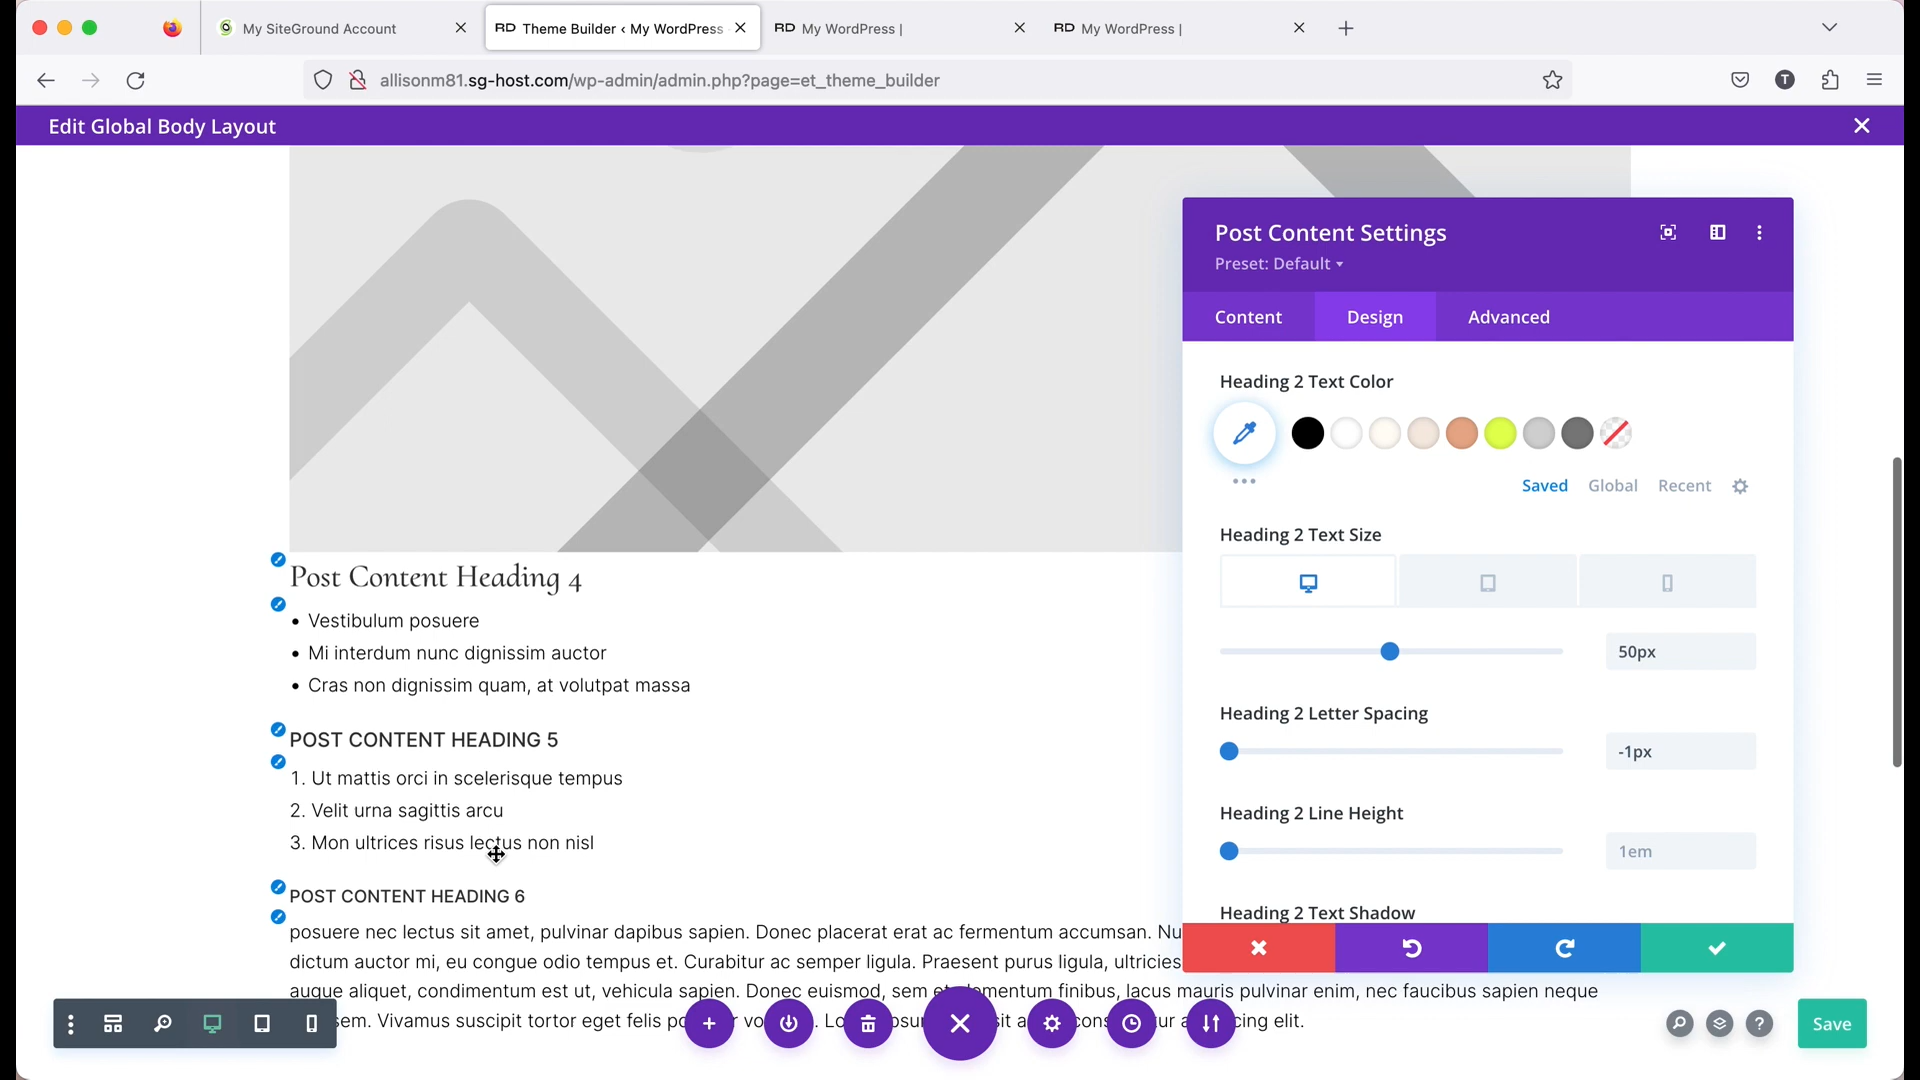 My SiteGround Account
RD Theme Builder ‹ My WordPress
RD My WordPress |
RD My WordPress |
allisonm81.sg-host.com/wp-admin/admin.php?page=et_theme_builder
T
Edit Global Body Layout
Post Content Settings
Preset: Default
Content
Design
Advanced
Heading 2 Text Color
Saved
Global
Recent
Heading 2 Text Size
50px
Heading 2 Letter Spacing
-1px
Heading 2 Line Height
1em
Heading 2 Text Shadow
Post Content Heading 4
• Vestibulum posuere
• Mi interdum nunc dignissim auctor
• Cras non dignissim quam, at volutpat massa
POST CONTENT HEADING 5
1. Ut mattis orci in scelerisque tempus
2. Velit urna sagittis arcu
3. Mon ultrices risus lectus non nisl
POST CONTENT HEADING 6
posuere nec lectus sit amet, pulvinar dapibus sapien. Donec placerat erat ac fermentum accumsan. Nu
dictum auctor mi, eu congue odio tempus et. Curabitur ac semper ligula. Praesent purus ligula, ultricies
augue aliquet, condimentum est ut, vehicula sapien. Donec euismod, sem elementum finibus, lacus mauris pulvinar enim, nec faucibus sapien neque
sem. Vivamus suscipit tortor eget felis sit elit.
?
Save